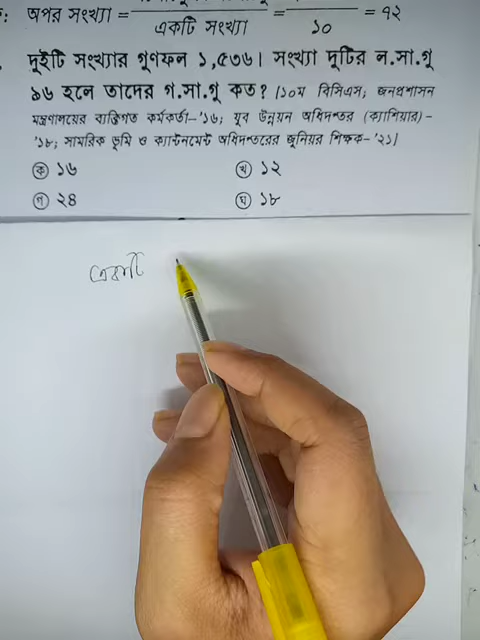 : অপর সংখ্যা = একটি সংখ্যা = ১০ = ৭২
দুইটি সংখ্যার গুণফল ১,৫৩৬। সংখ্যা দুটির ল.সা.গু
৯৬ হলে তাদের গ.সা.গু কত? [১০ম বিসিএস; জনপ্রশাসন
মন্ত্রণালয়ের ব্যক্তিগত কর্মকর্তা-'১৬; যুব উন্নয়ন অধিদপ্তর (ক্যাশিয়ার)-
'১৮; সামরিক ভূমি ও ক্যান্টনমেন্ট অধিদপ্তরের জুনিয়র শিক্ষক-'২১]
ক ১৬ খ ১২
গ ২৪ ঘ ১৮
একটি